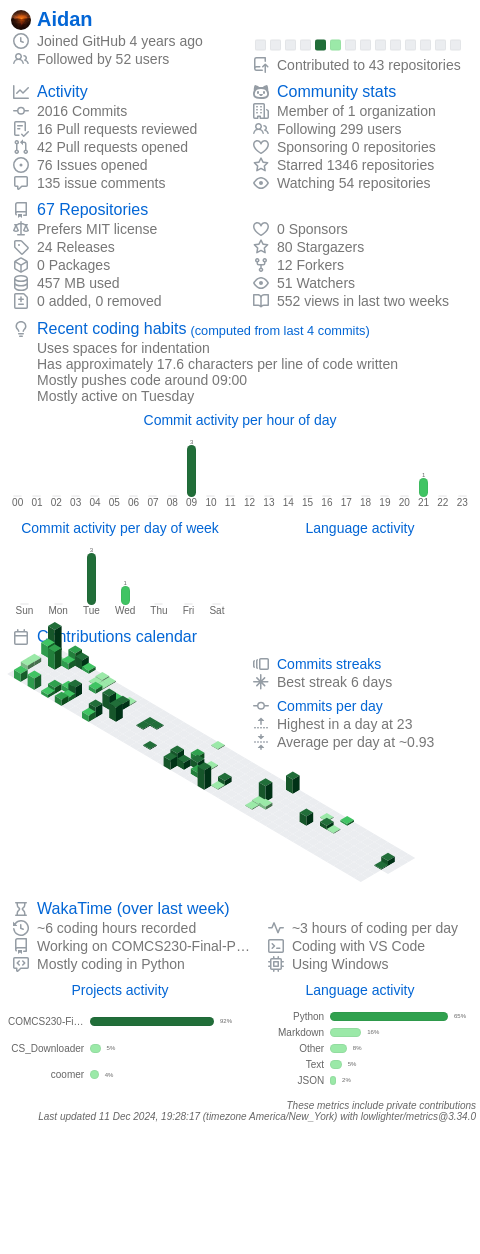 Aidan
Joined GitHub 4 years ago
Followed by 52 users
Contributed to 43 repositories
Activity
2016 Commits
16 Pull requests reviewed
42 Pull requests opened
76 Issues opened
135 issue comments
Community stats
Member of 1 organization
Following 299 users
Sponsoring 0 repositories
Starred 1346 repositories
Watching 54 repositories
67 Repositories
Prefers MIT license
24 Releases
0 Packages
457 MB used
0 added, 0 removed
0 Sponsors
80 Stargazers
12 Forkers
51 Watchers
552 views in last two weeks
Recent coding habits (computed from last 4 commits)
Uses spaces for indentation
Has approximately 17.6 characters per line of code written
Mostly pushes code around 09:00
Mostly active on Tuesday
Commit activity per hour of day
3
1
00 01 02 03 04 05 06 07 08 09 10 11 12 13 14 15 16 17 18 19 20 21 22 23
Commit activity per day of week
3
1
Sun Mon Tue Wed Thu Fri Sat
Language activity
Contributions calendar
Commits streaks
Best streak 6 days
Commits per day
Highest in a day at 23
Average per day at ~0.93
WakaTime (over last week)
~6 coding hours recorded
Working on COMCS230-Final-P…
Mostly coding in Python
~3 hours of coding per day
Coding with VS Code
Using Windows
Projects activity
COMCS230-Fi… 92%
CS_Downloader 5%
coomer 4%
Language activity
Python 65%
Markdown 16%
Other 8%
Text 5%
JSON 2%
These metrics include private contributions
Last updated 11 Dec 2024, 19:28:17 (timezone America/New_York) with lowlighter/metrics@3.34.0